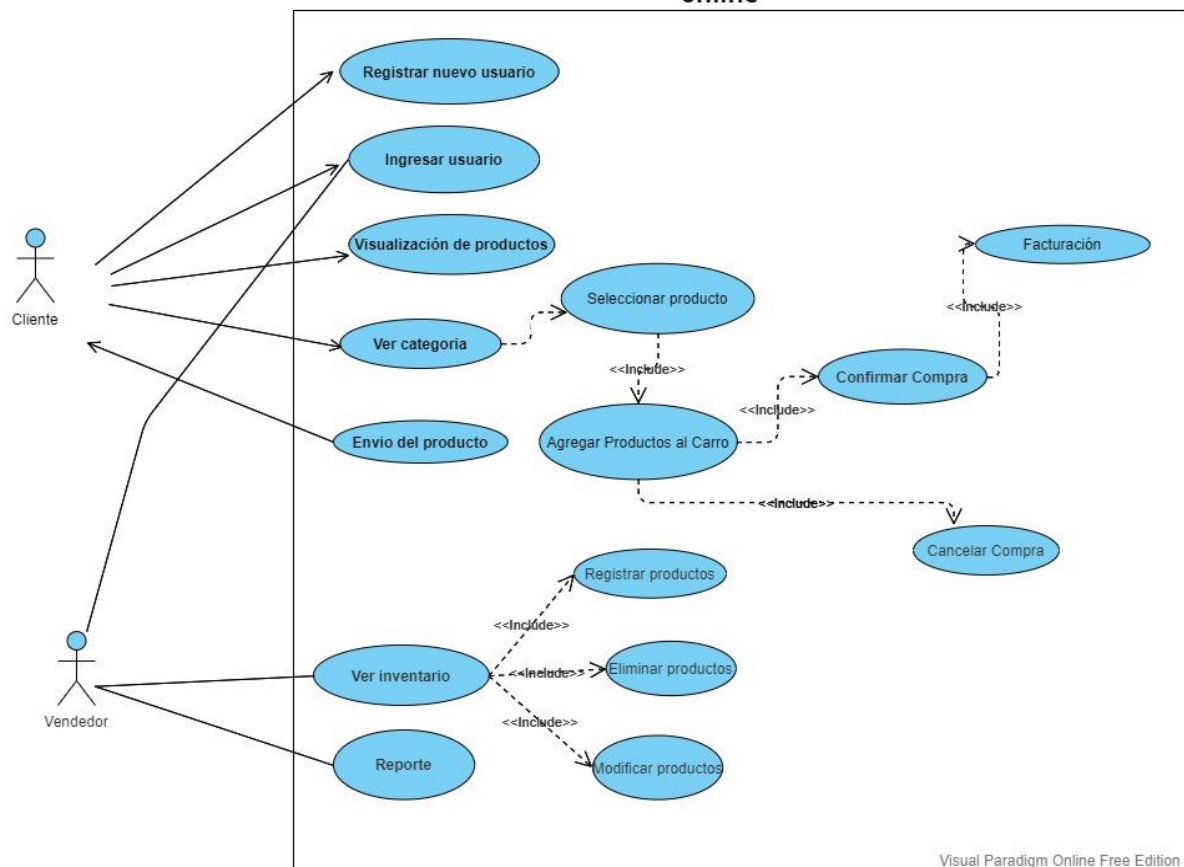 Registrar nuevo usuario
Ingresar usuario
Visualización de productos
Facturación
Seleccionar producto
<<Include>>
Cliente
Ver categoria
<<Include>>
Confirmar Compra
<<Include>>
Envio del producto
Agregar Productos al Carro
<<Include>>
Cancelar Compra
Registrar productos
<<Include>>
Ver inventario
<<Include>>
Eliminar productos
Vendedor
<<Include>>
Reporte
Modificar productos
Visual Paradigm Online Free Edition